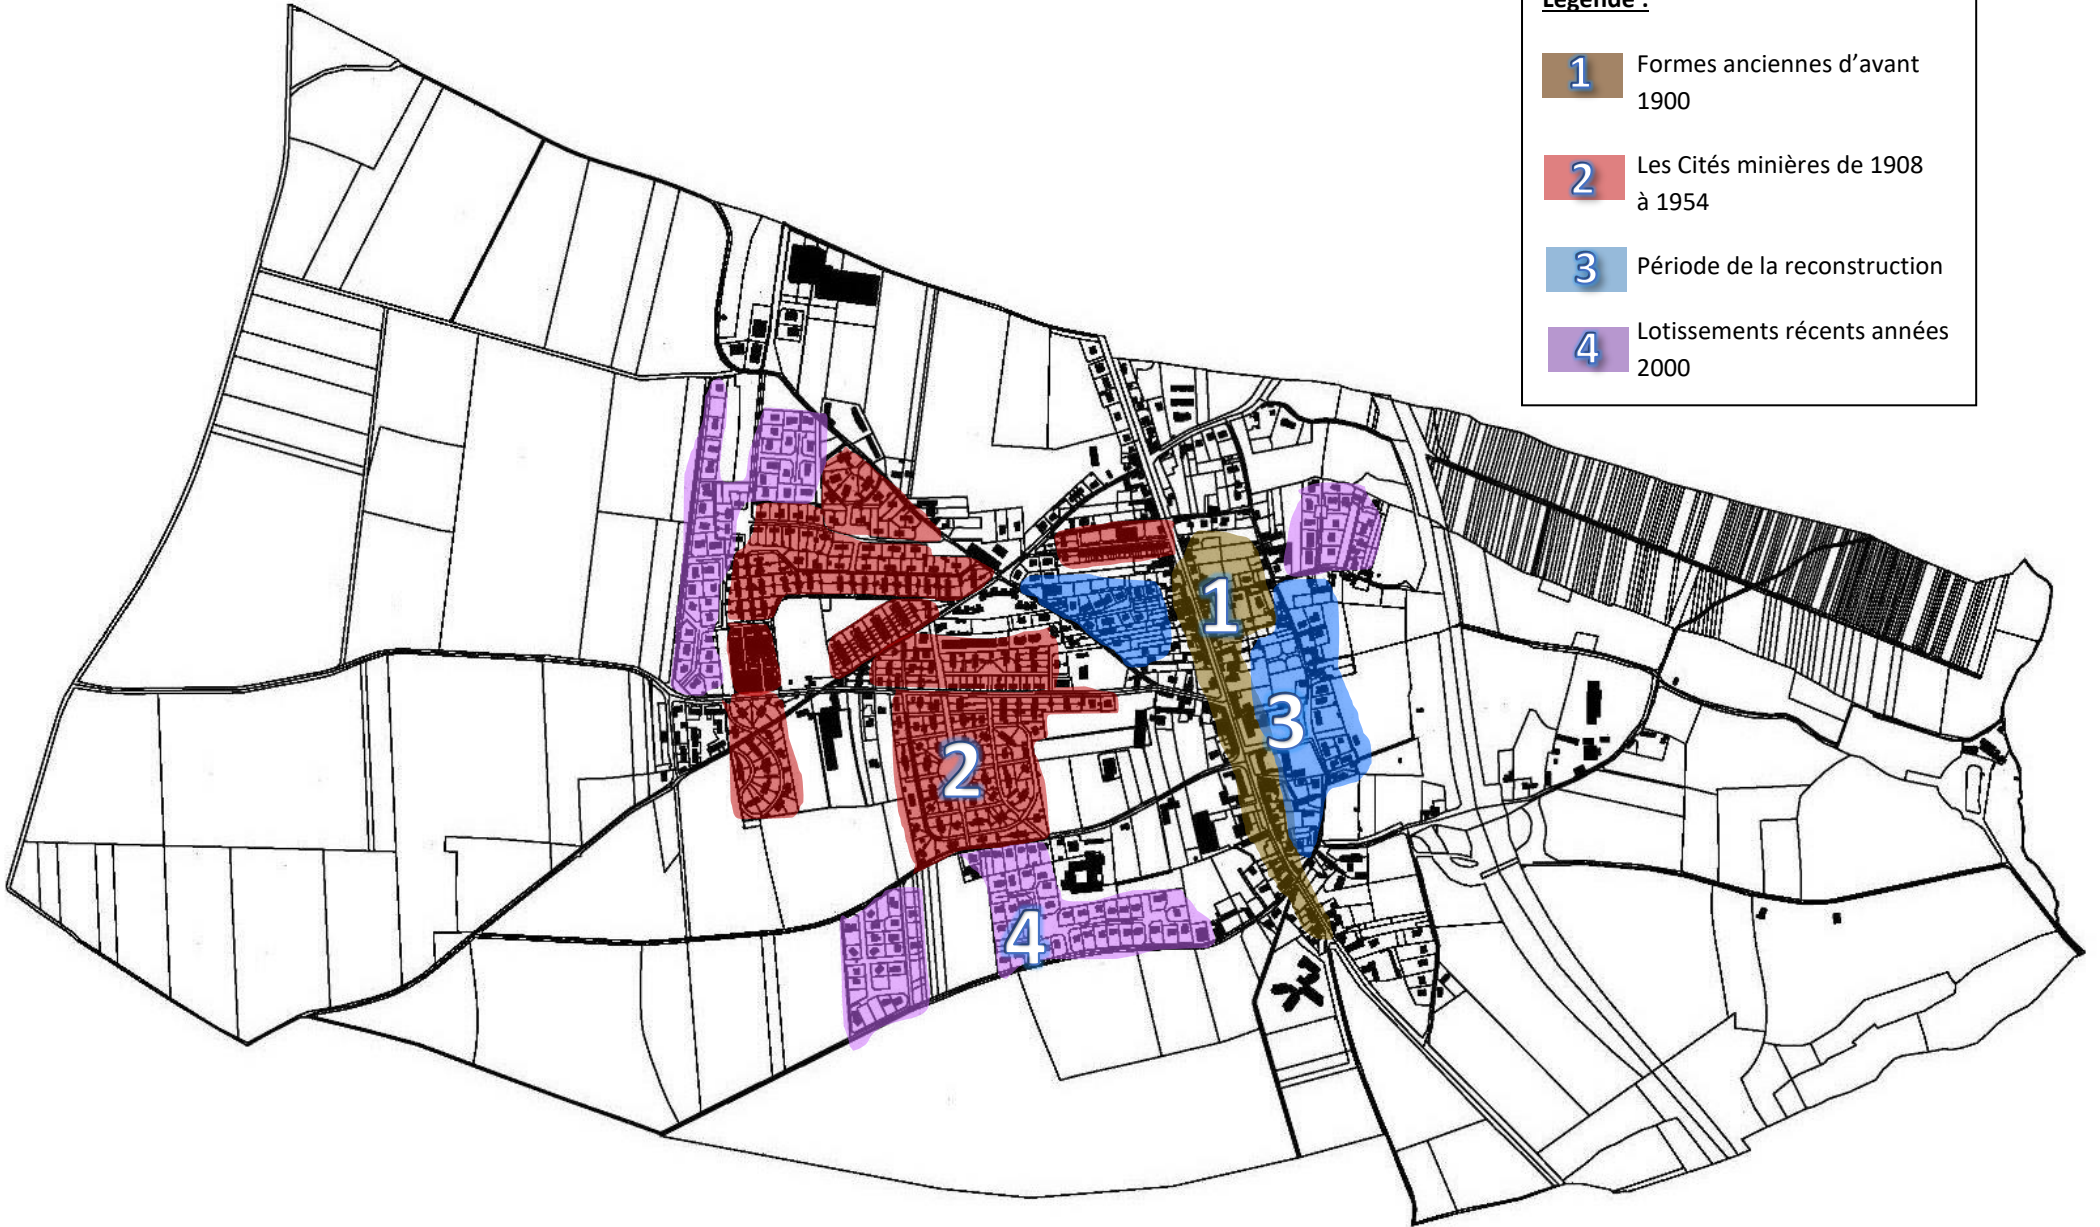 Légende :
1 Formes anciennes d'avant
1900
2 Les Cités minières de 1908
à 1954
3 Période de la reconstruction
4 Lotissements récents années
2000
1
3
2
4